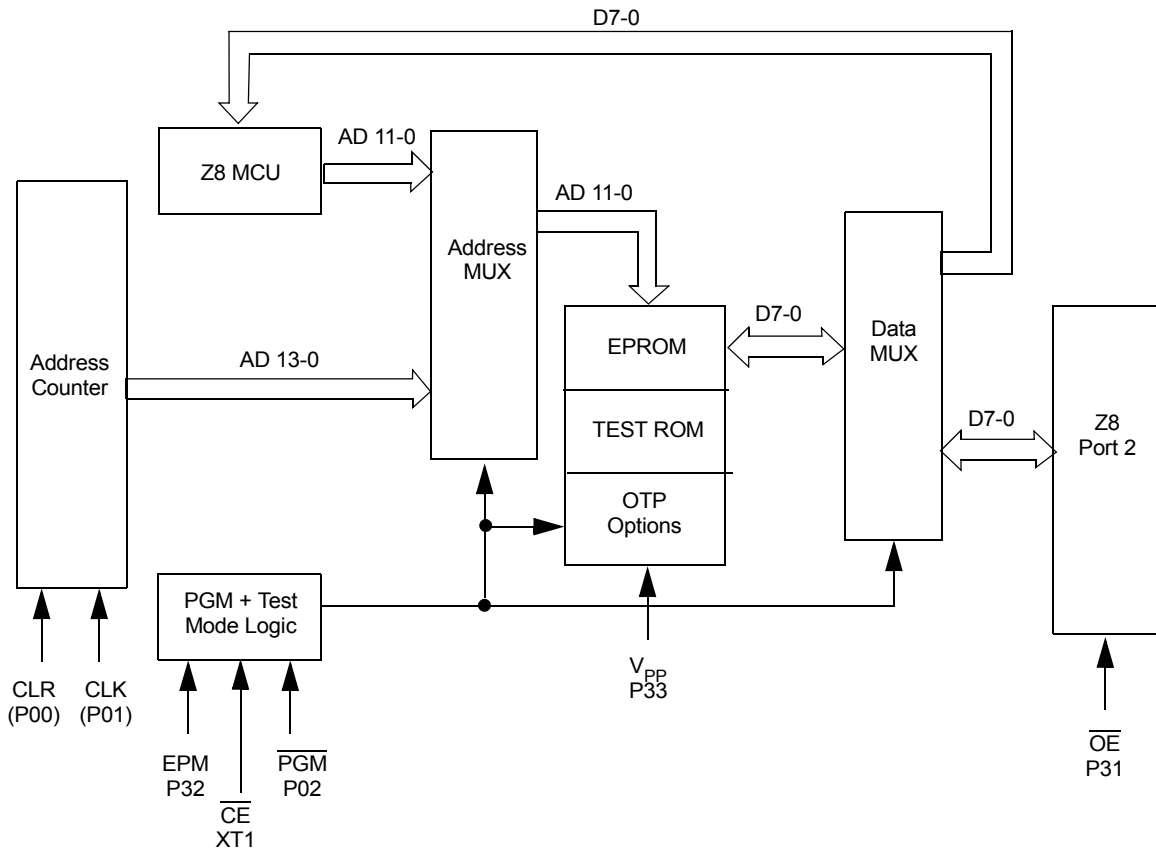 D7-0
AD 11-0
Z8 MCU
AD 11-0
Address
MUX
D7-0
EPROM
Data
MUX
Address
Counter
AD 13-0
TEST ROM
D7-0
Z8
Port 2
OTP
Options
PGM + Test
Mode Logic
VPP
P33
CLR
(P00)
CLK
(P01)
EPM
P32
PGM
P02
CE
XT1
OE
P31